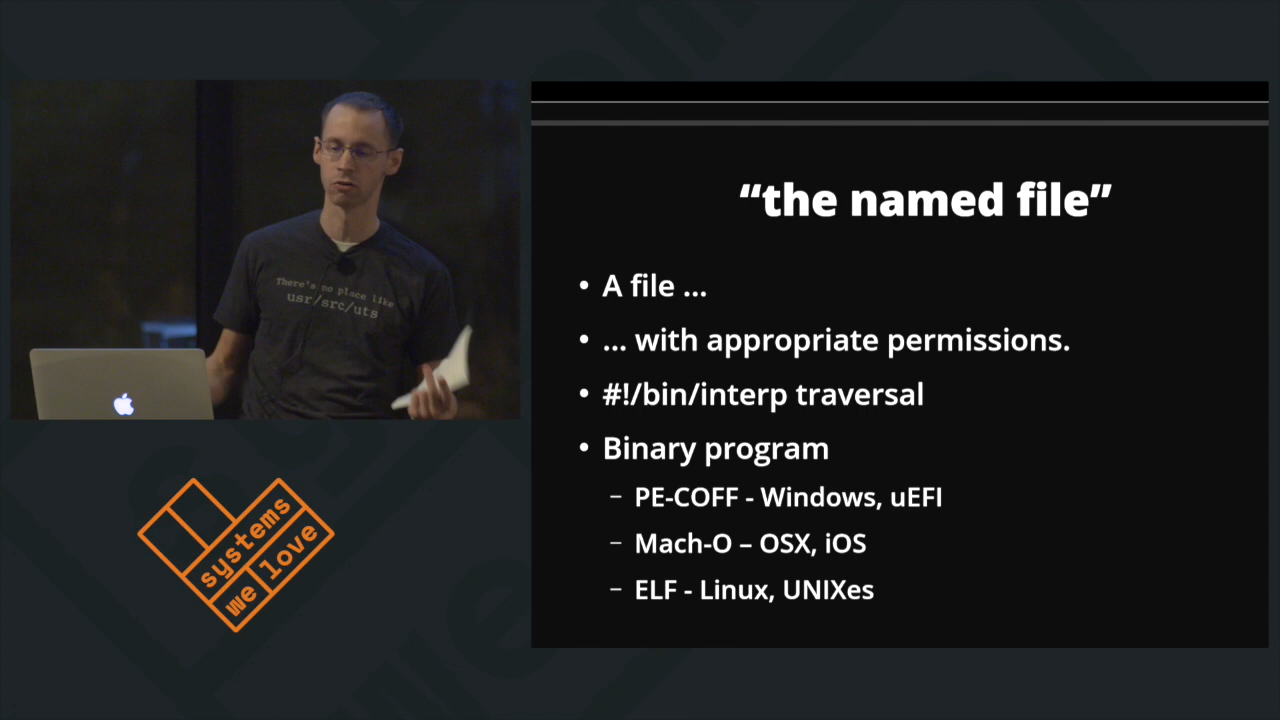 There's no place like
usr/src/uts
systems
we love
“the named file”
• A file ...
• ... with appropriate permissions.
• #!/bin/interp traversal
• Binary program
– PE-COFF - Windows, uEFI
– Mach-O – OSX, iOS
– ELF - Linux, UNIXes